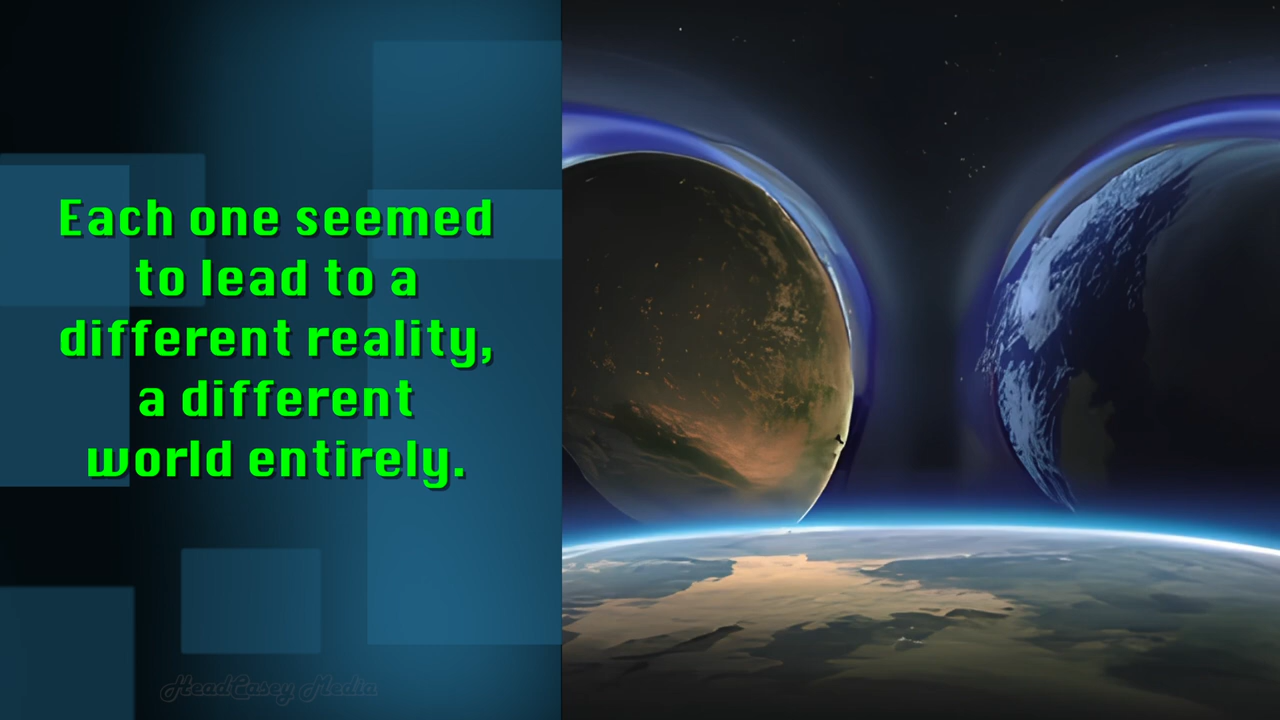 Each one seemed
to lead to a
different reality,
a different
world entirely.
HeadCasey Media